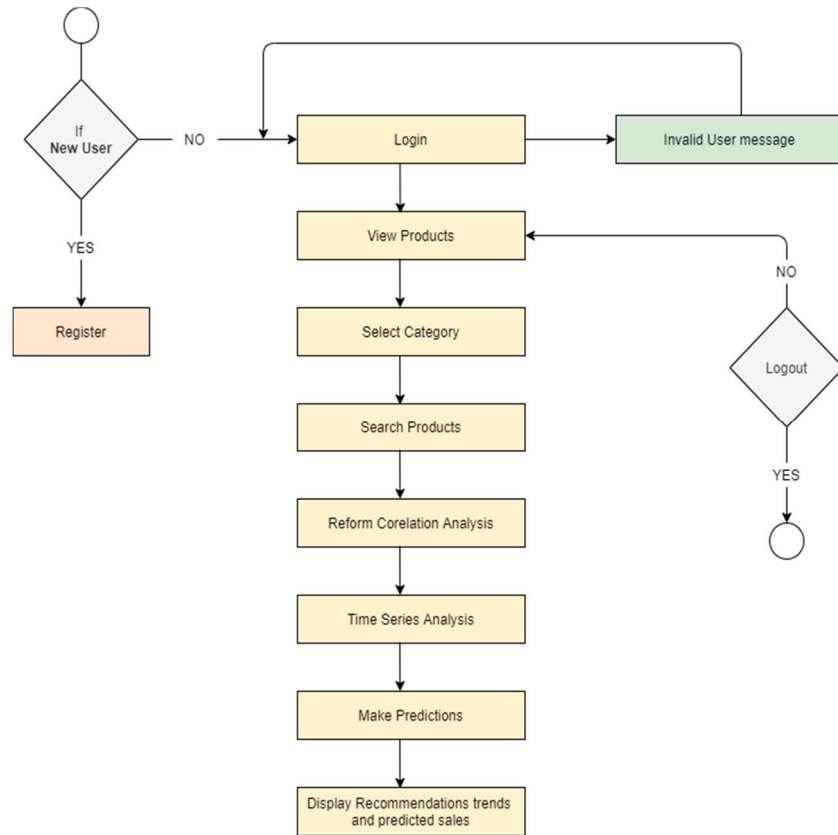 If
New User
NO
Login
Invalid User message
YES
View Products
NO
Register
Select Category
Logout
Search Products
YES
Reform Corelation Analysis
Time Series Analysis
Make Predictions
Display Recommendations trends
and predicted sales